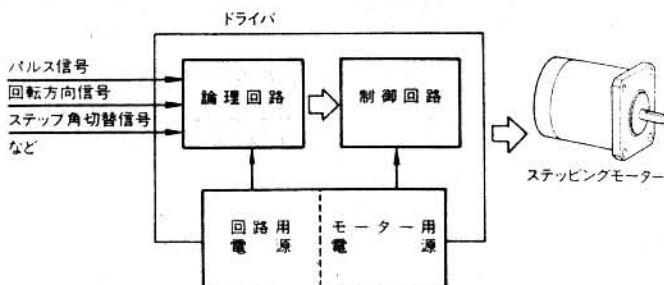 ドライバ
パルス信号
回転方向信号
ステップ角切替信号
など
論理回路
制御回路
ステッピングモーター
回路用
電源
モーター用
電源